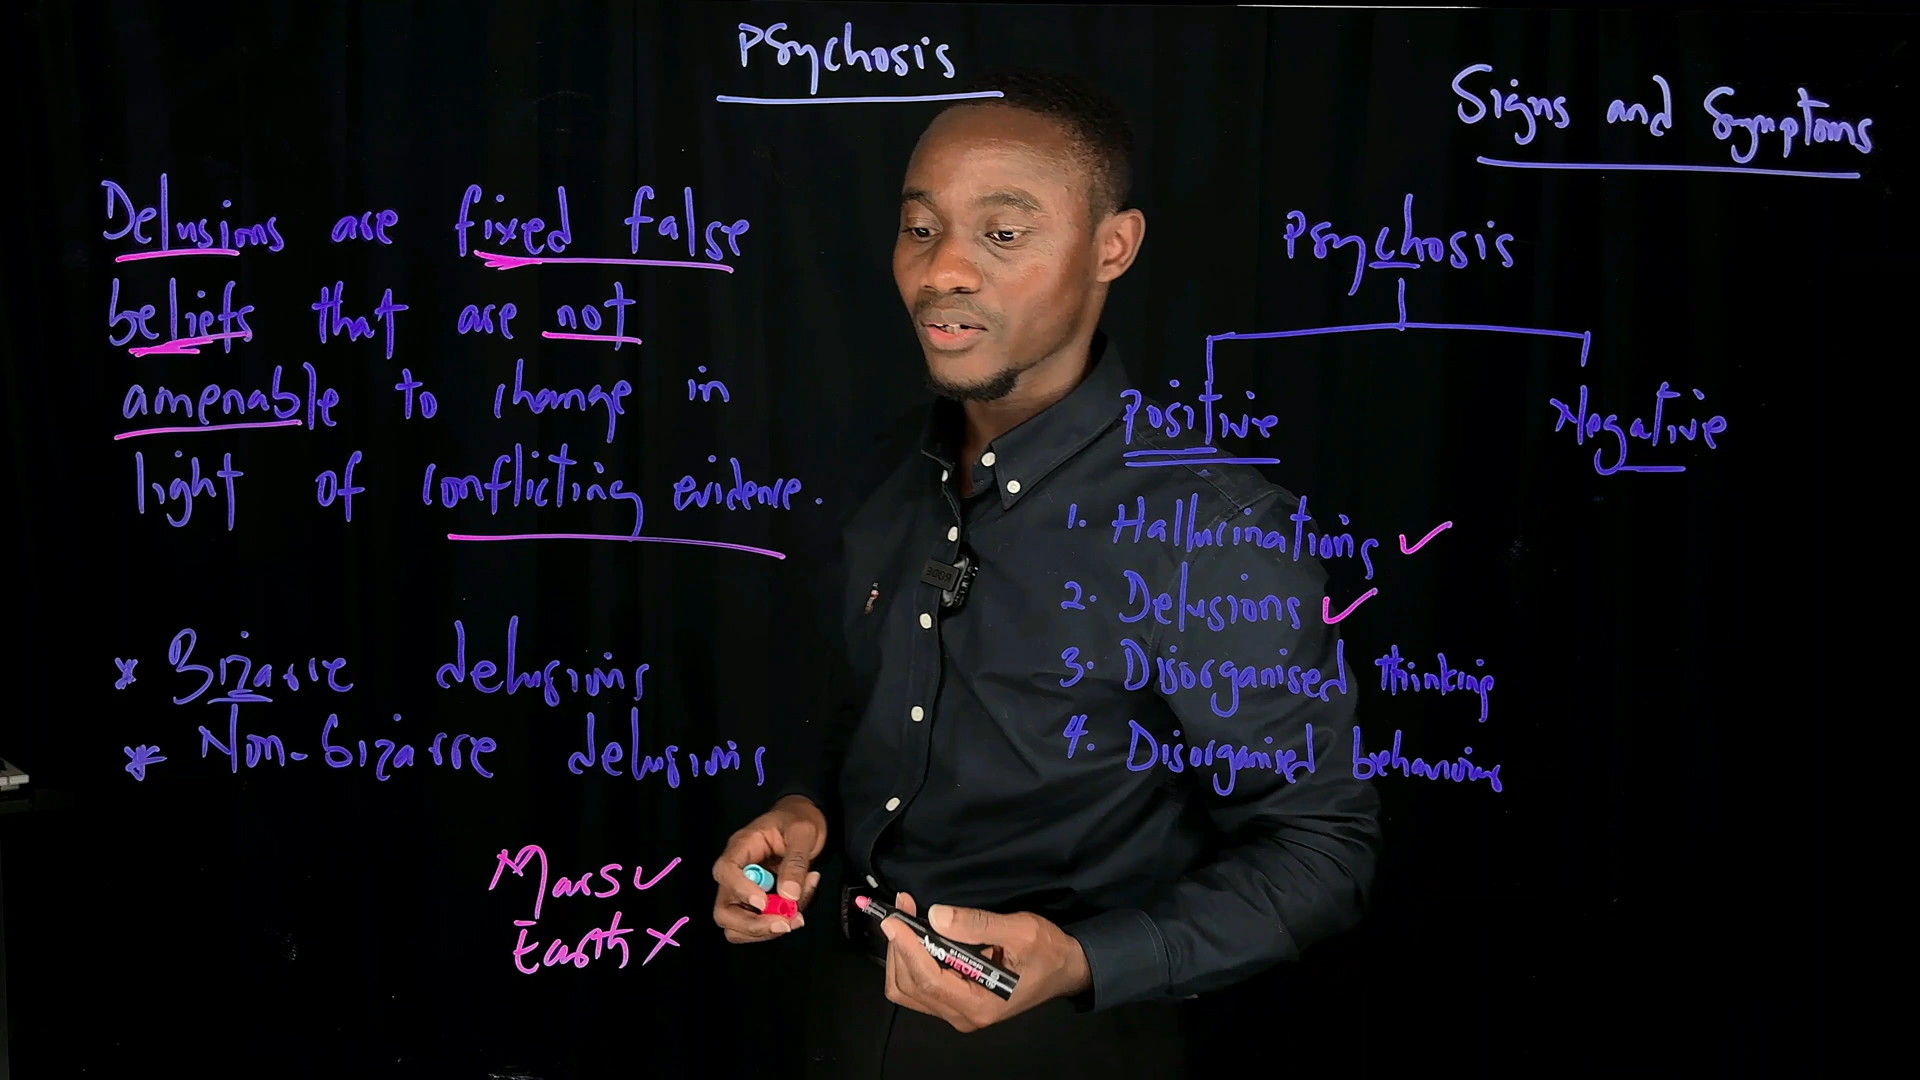 Psychosis
Signs and Symptoms
Delusions are fixed false
beliefs that are not
amenable to change in
light of conflicting evidence.
* Bizarre delusions
* Non-bizarre delusions
Mars ✓
Earth X
Psychosis
Positive
Negative
1. Hallucinations ✓
2. Delusions ✓
3. Disorganised thinking
4. Disorganised behaviour
RODE